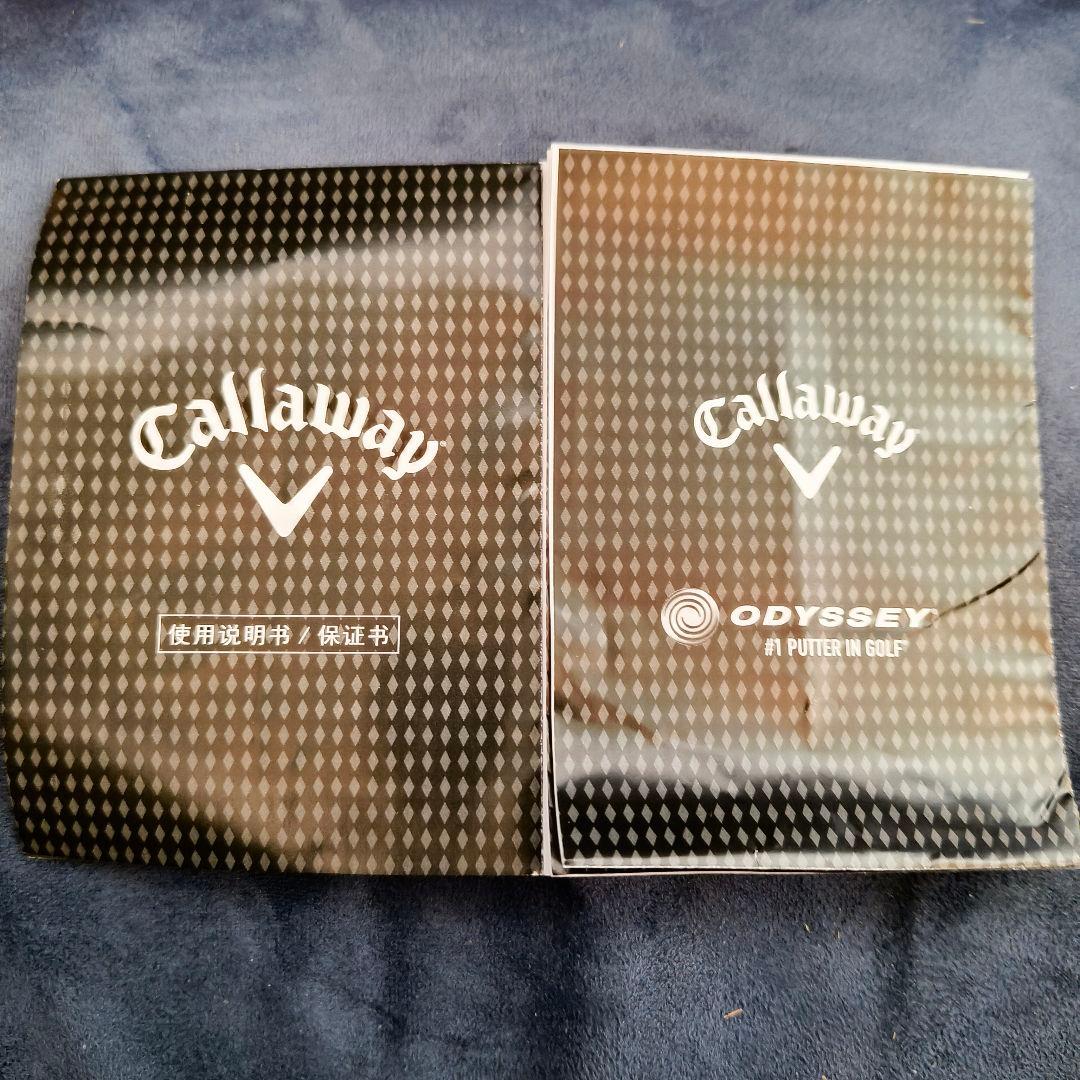 Callaway
使用说明书 / 保证书
Callaway
ODYSSEY
#1 PUTTER IN GOLF